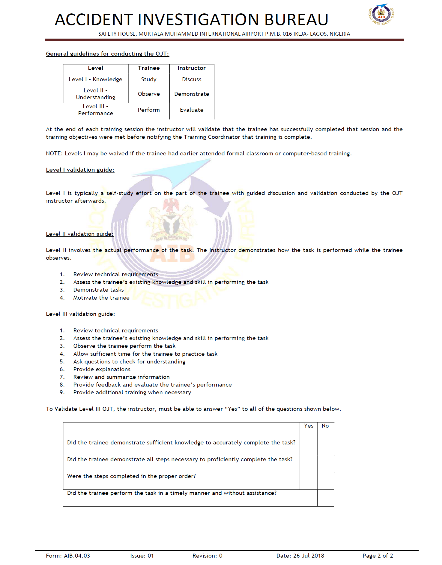 ACCIDENT INVESTIGATION BUREAU
SAFETY HOUSE, MURTALA MUHAMMED INTERNATIONAL AIRPORT P.M.B. 016 IKEJA- LAGOS, NIGERIA
General guidelines for conducting the OJT:
Level Trainee Instructor
Level I - Knowledge Study Discuss
Level II -
Understanding Observe Demonstrate
Level III -
Performance Perform Evaluate
At the end of each training session the instructor will validate that the trainee has successfully completed that session and the
training objectives were met before notifying the Training Coordinator that training is complete.
NOTE: Levels I may be waived if the trainee had earlier attended formal classroom or computer-based training.
Level I validation guide:
Level I is typically a self-study effort on the part of the trainee with guided discussion and validation conducted by the OJT
instructor afterwards.
Level II validation guide:
Level II involves the actual performance of the task. The instructor demonstrates how the task is performed while the trainee
observes.
1. Review technical requirements
2. Assess the trainee's existing knowledge and skill in performing the task
3. Demonstrate tasks
4. Motivate the trainee
Level III validation guide:
1. Review technical requirements
2. Assess the trainee's existing knowledge and skill in performing the task
3. Observe the trainee perform the task
4. Allow sufficient time for the trainee to practice task
5. Ask questions to check for understanding
6. Provide explanations
7. Review and summarize information
8. Provide feedback and evaluate the trainee's performance
9. Provide additional training when necessary
To Validate Level III OJT, the instructor, must be able to answer "Yes" to all of the questions shown below.
Yes No
Did the trainee demonstrate sufficient knowledge to accurately complete the task?
Did the trainee demonstrate all steps necessary to proficiently complete the task?
Were the steps completed in the proper order?
Did the trainee perform the task in a timely manner and without assistance?
Form: AIB.04.03 Issue: 01 Revision: 0 Date: 26 Jul 2018 Page 2 of 2